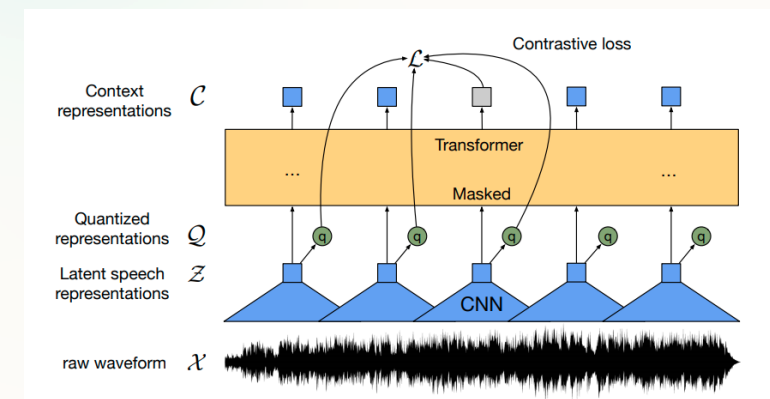 Contrastive loss
ℒ
Context
representations 𝒞
Transformer
... ...
Masked
Quantized
representations 𝒬
q q q q q
Latent speech
representations 𝒵
CNN
raw waveform 𝒳